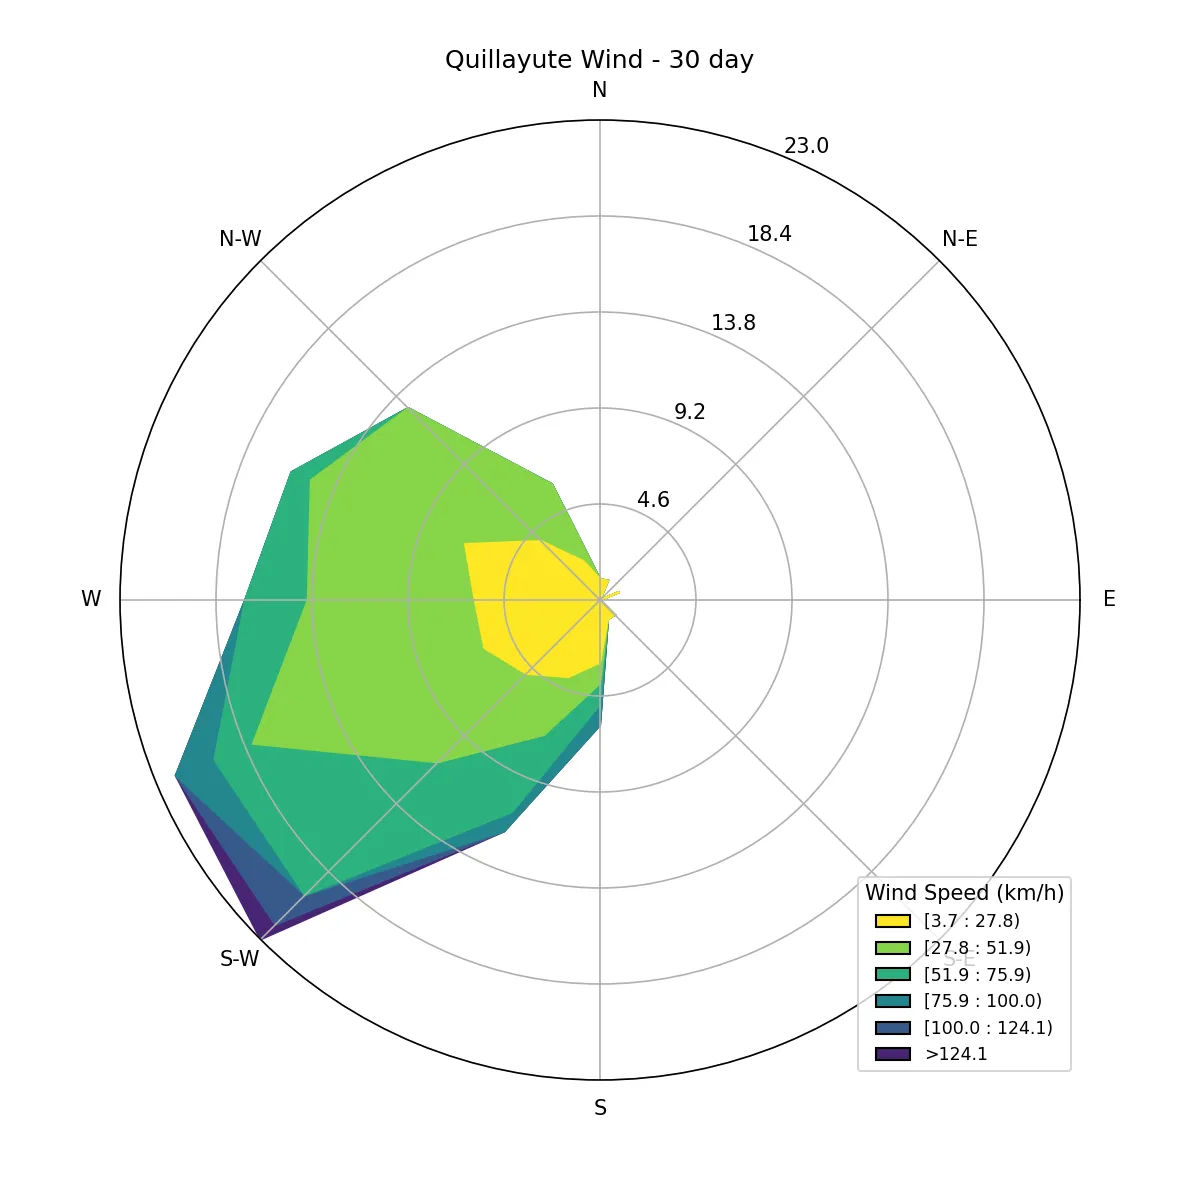 Quillayute Wind - 30 day
N
23.0
N-W
18.4
N-E
13.8
9.2
4.6
W
E
Wind Speed (km/h)
[3.7 : 27.8)
[27.8 : 51.9)
S-W
S-E
[51.9 : 75.9)
[75.9 : 100.0)
[100.0 : 124.1)
>124.1
S